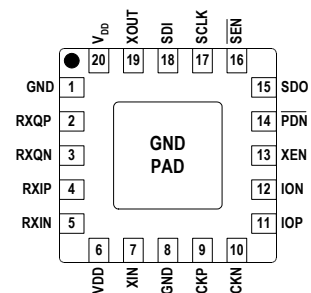 V_DD XOUT SDI SCLK S̅E̅N̅
20 19 18 17 16
GND 1 15 SDO
RXQP 2 14 P̅D̅N̅
RXQN 3 13 XEN
RXIP 4 12 ION
RXIN 5 11 IOP
GND
PAD
6 7 8 9 10
VDD XIN GND CKP CKN